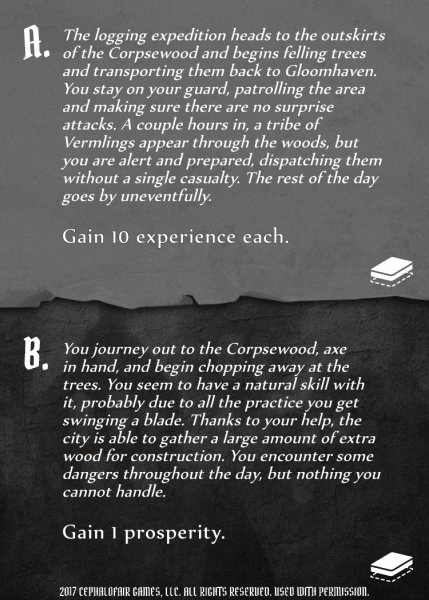 A. The logging expedition heads to the outskirts
of the Corpsewood and begins felling trees
and transporting them back to Gloomhaven.
You stay on your guard, patrolling the area
and making sure there are no surprise
attacks. A couple hours in, a tribe of
Vermlings appear through the woods, but
you are alert and prepared, dispatching them
without a single casualty. The rest of the day
goes by uneventfully.
Gain 10 experience each.
B. You journey out to the Corpsewood, axe
in hand, and begin chopping away at the
trees. You seem to have a natural skill with
it, probably due to all the practice you get
swinging a blade. Thanks to your help, the
city is able to gather a large amount of extra
wood for construction. You encounter some
dangers throughout the day, but nothing you
cannot handle.
Gain 1 prosperity.
2017 CEPHALOFAIR GAMES, LLC. ALL RIGHTS RESERVED. USED WITH PERMISSION.